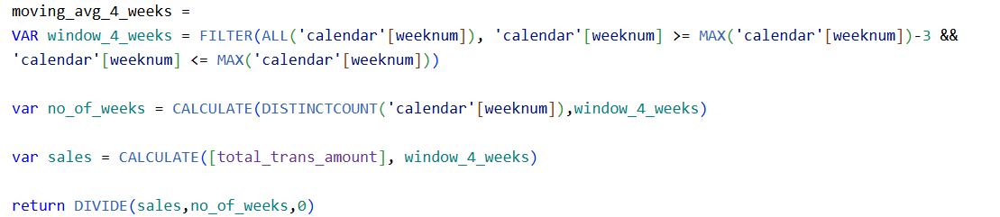 moving_avg_4_weeks =
VAR window_4_weeks = FILTER(ALL('calendar'[weeknum]), 'calendar'[weeknum] >= MAX('calendar'[weeknum])-3 &&
'calendar'[weeknum] <= MAX('calendar'[weeknum]))
var no_of_weeks = CALCULATE(DISTINCTCOUNT('calendar'[weeknum]),window_4_weeks)
var sales = CALCULATE([total_trans_amount], window_4_weeks)
return DIVIDE(sales,no_of_weeks,0)